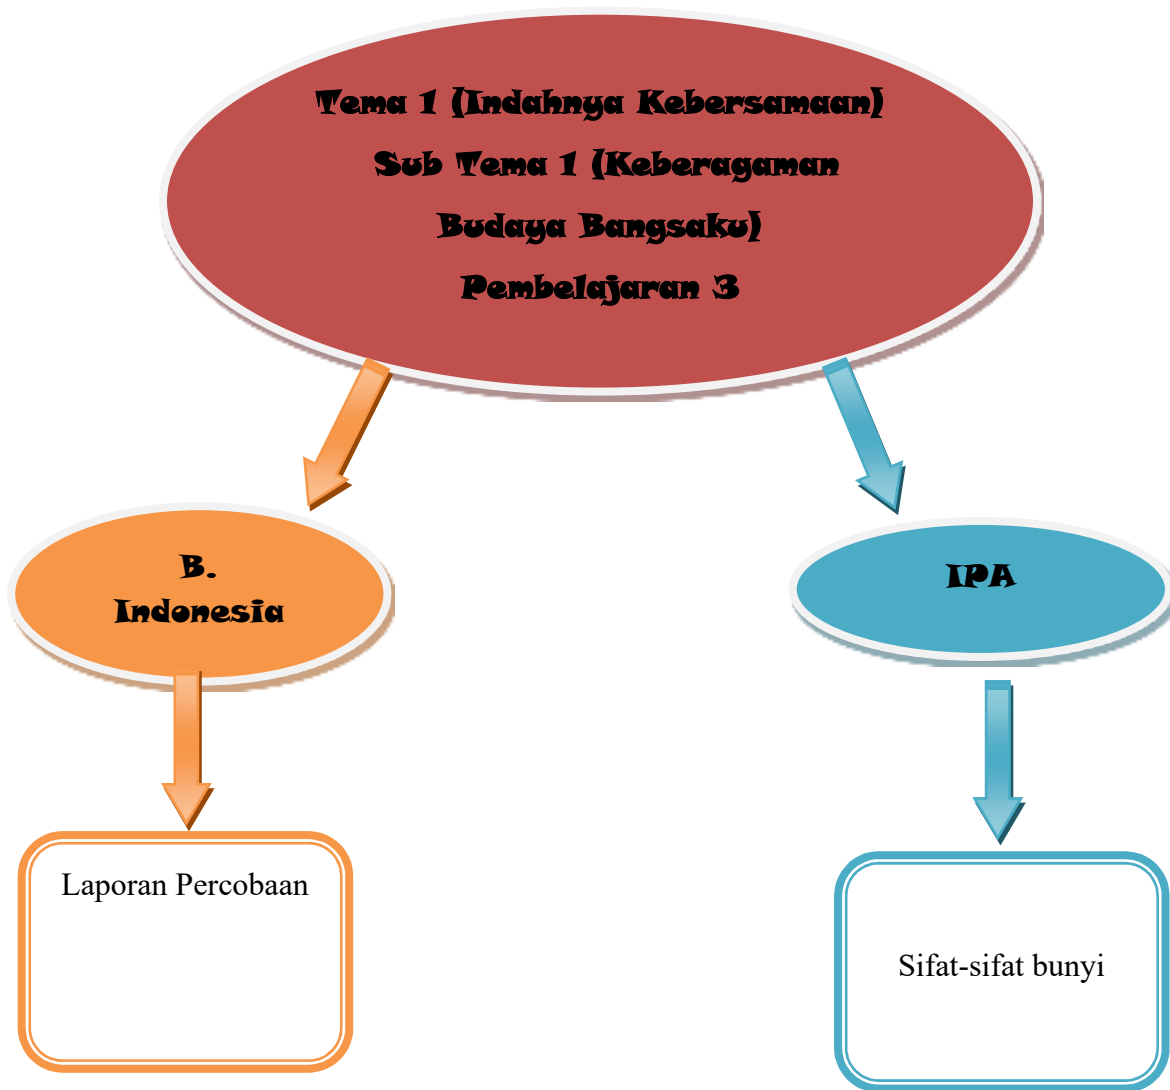 Tema 1 (Indahnya Kebersamaan)
Sub Tema 1 (Keberagaman
Budaya Bangsaku)
Pembelajaran 3
B.
Indonesia
IPA
Laporan Percobaan
Sifat-sifat bunyi